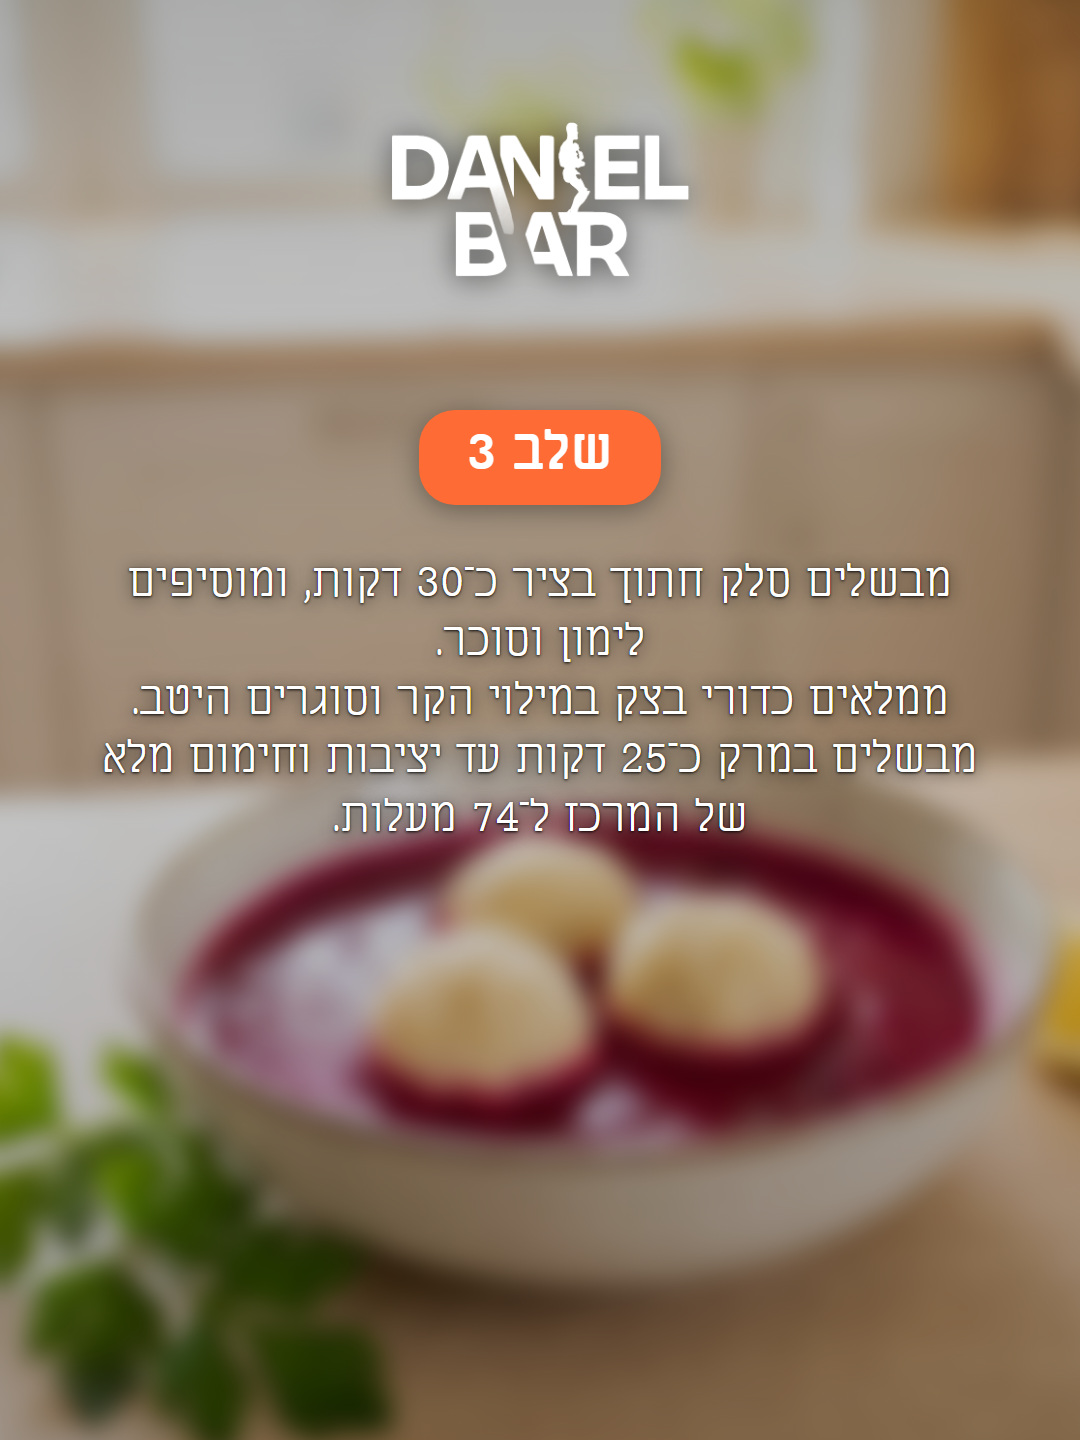 DANIEL
BAR
שלב 3
מבשלים סלק חתוך בציר כ־30 דקות, ומוסיפים
לימון וסוכר.
ממלאים כדורי בצק במילוי הקר וסוגרים היטב.
מבשלים במרק כ־25 דקות עד יציבות וחימום מלא
של המרכז ל־74 מעלות.